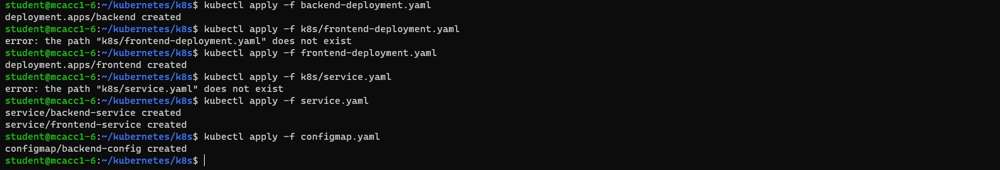 student@mcacc1-6:~/kubernetes/k8s$ kubectl apply -f backend-deployment.yaml
deployment.apps/backend created
student@mcacc1-6:~/kubernetes/k8s$ kubectl apply -f k8s/frontend-deployment.yaml
error: the path "k8s/frontend-deployment.yaml" does not exist
student@mcacc1-6:~/kubernetes/k8s$ kubectl apply -f frontend-deployment.yaml
deployment.apps/frontend created
student@mcacc1-6:~/kubernetes/k8s$ kubectl apply -f k8s/service.yaml
error: the path "k8s/service.yaml" does not exist
student@mcacc1-6:~/kubernetes/k8s$ kubectl apply -f service.yaml
service/backend-service created
service/frontend-service created
student@mcacc1-6:~/kubernetes/k8s$ kubectl apply -f configmap.yaml
configmap/backend-config created
student@mcacc1-6:~/kubernetes/k8s$